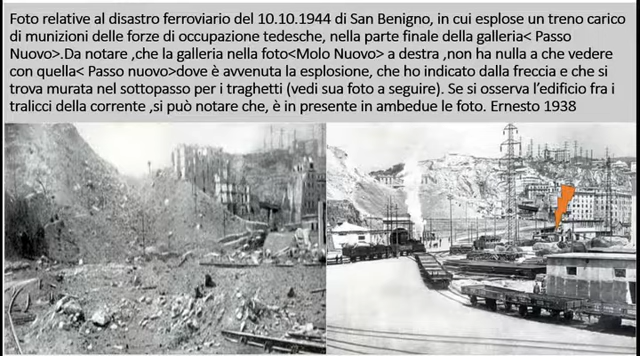 Foto relative al disastro ferroviario del 10.10.1944 di San Benigno, in cui esplose un treno carico
di munizioni delle forze di occupazione tedesche, nella parte finale della galleria< Passo
Nuovo>.Da notare ,che la galleria nella foto<Molo Nuovo> a destra ,non ha nulla a che vedere
con quella< Passo nuovo>dove è avvenuta la esplosione, che ho indicato dalla freccia e che si
trova murata nel sottopasso per i traghetti (vedi sua foto a seguire). Se si osserva l'edificio fra i
tralicci della corrente ,si può notare che, è in presente in ambedue le foto. Ernesto 1938